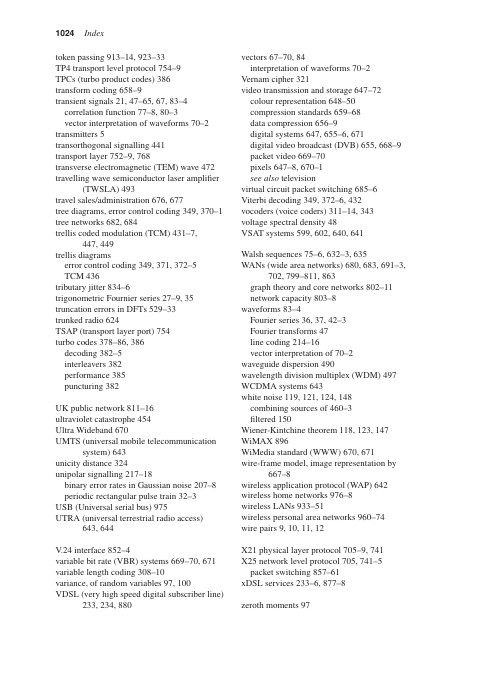 1024 Index
token passing 913–14, 923–33
TP4 transport level protocol 754–9
TPCs (turbo product codes) 386
transform coding 658–9
transient signals 21, 47–65, 67, 83–4
correlation function 77–8, 80–3
vector interpretation of waveforms 70–2
transmitters 5
transorthogonal signalling 441
transport layer 752–9, 768
transverse electromagnetic (TEM) wave 472
travelling wave semiconductor laser amplifier
(TWSLA) 493
travel sales/administration 676, 677
tree diagrams, error control coding 349, 370–1
tree networks 682, 684
trellis coded modulation (TCM) 431–7,
447, 449
trellis diagrams
error control coding 349, 371, 372–5
TCM 436
tributary jitter 834–6
trigonometric Fourier series 27–9, 35
truncation errors in DFTs 529–33
trunked radio 624
TSAP (transport layer port) 754
turbo codes 378–86, 386
decoding 382–5
interleavers 382
performance 385
puncturing 382
UK public network 811–16
ultraviolet catastrophe 454
Ultra Wideband 670
UMTS (universal mobile telecommunication
system) 643
unicity distance 324
unipolar signalling 217–18
binary error rates in Gaussian noise 207–8
periodic rectangular pulse train 32–3
USB (Universal serial bus) 975
UTRA (universal terrestrial radio access)
643, 644
V.24 interface 852–4
variable bit rate (VBR) systems 669–70, 671
variable length coding 308–10
variance, of random variables 97, 100
VDSL (very high speed digital subscriber line)
233, 234, 880
vectors 67–70, 84
interpretation of waveforms 70–2
Vernam cipher 321
video transmission and storage 647–72
colour representation 648–50
compression standards 659–68
data compression 656–9
digital systems 647, 655–6, 671
digital video broadcast (DVB) 655, 668–9
packet video 669–70
pixels 647–8, 670–1
see also television
virtual circuit packet switching 685–6
Viterbi decoding 349, 372–6, 432
vocoders (voice coders) 311–14, 343
voltage spectral density 48
VSAT systems 599, 602, 640, 641
Walsh sequences 75–6, 632–3, 635
WANs (wide area networks) 680, 683, 691–3,
702, 799–811, 863
graph theory and core networks 802–11
network capacity 803–8
waveforms 83–4
Fourier series 36, 37, 42–3
Fourier transforms 47
line coding 214–16
vector interpretation of 70–2
waveguide dispersion 490
wavelength division multiplex (WDM) 497
WCDMA systems 643
white noise 119, 121, 124, 148
combining sources of 460–3
filtered 150
Wiener-Kintchine theorem 118, 123, 147
WiMAX 896
WiMedia standard (WWW) 670, 671
wire-frame model, image representation by
667–8
wireless application protocol (WAP) 642
wireless home networks 976–8
wireless LANs 933–51
wireless personal area networks 960–74
wire pairs 9, 10, 11, 12
X21 physical layer protocol 705–9, 741
X25 network level protocol 705, 741–5
packet switching 857–61
xDSL services 233–6, 877–8
zeroth moments 97